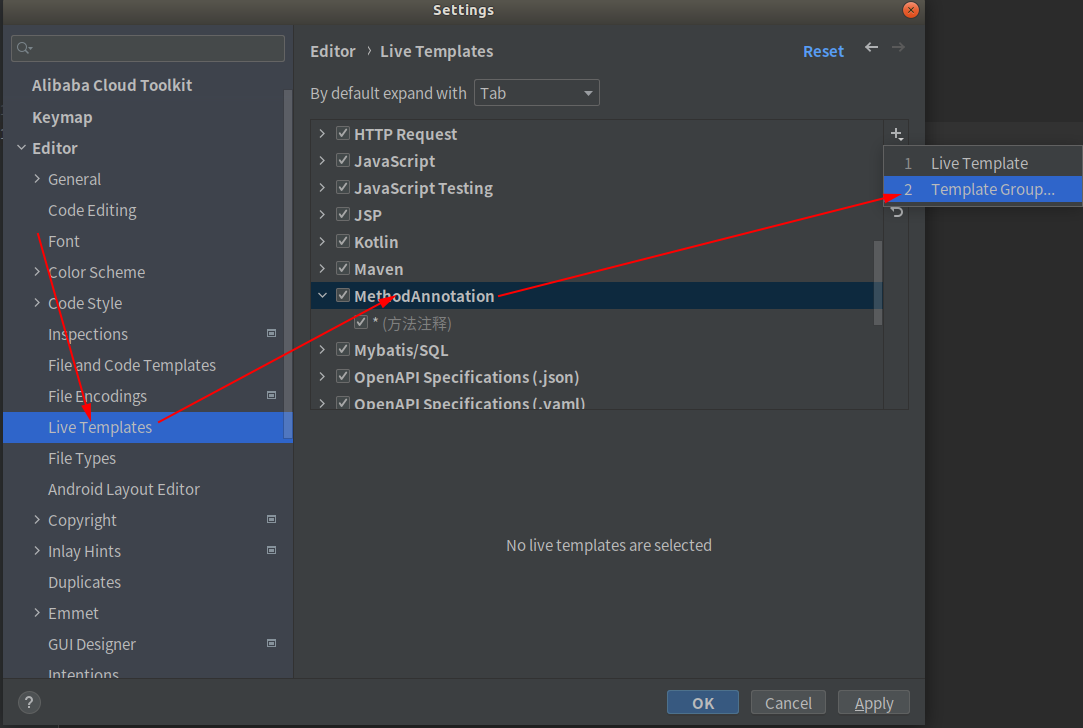 Settings
Alibaba Cloud Toolkit
Keymap
Editor
General
Code Editing
Font
Color Scheme
Code Style
Inspections
File and Code Templates
File Encodings
Live Templates
File Types
Android Layout Editor
Copyright
Inlay Hints
Duplicates
Emmet
GUI Designer
Intentions
?
Editor › Live Templates
Reset
By default expand with Tab
HTTP Request
JavaScript
JavaScript Testing
JSP
Kotlin
Maven
MethodAnnotation
* (方法注释)
Mybatis/SQL
OpenAPI Specifications (.json)
OpenAPI Specifications (.yaml)
1 Live Template
2 Template Group...
No live templates are selected
OK
Cancel
Apply